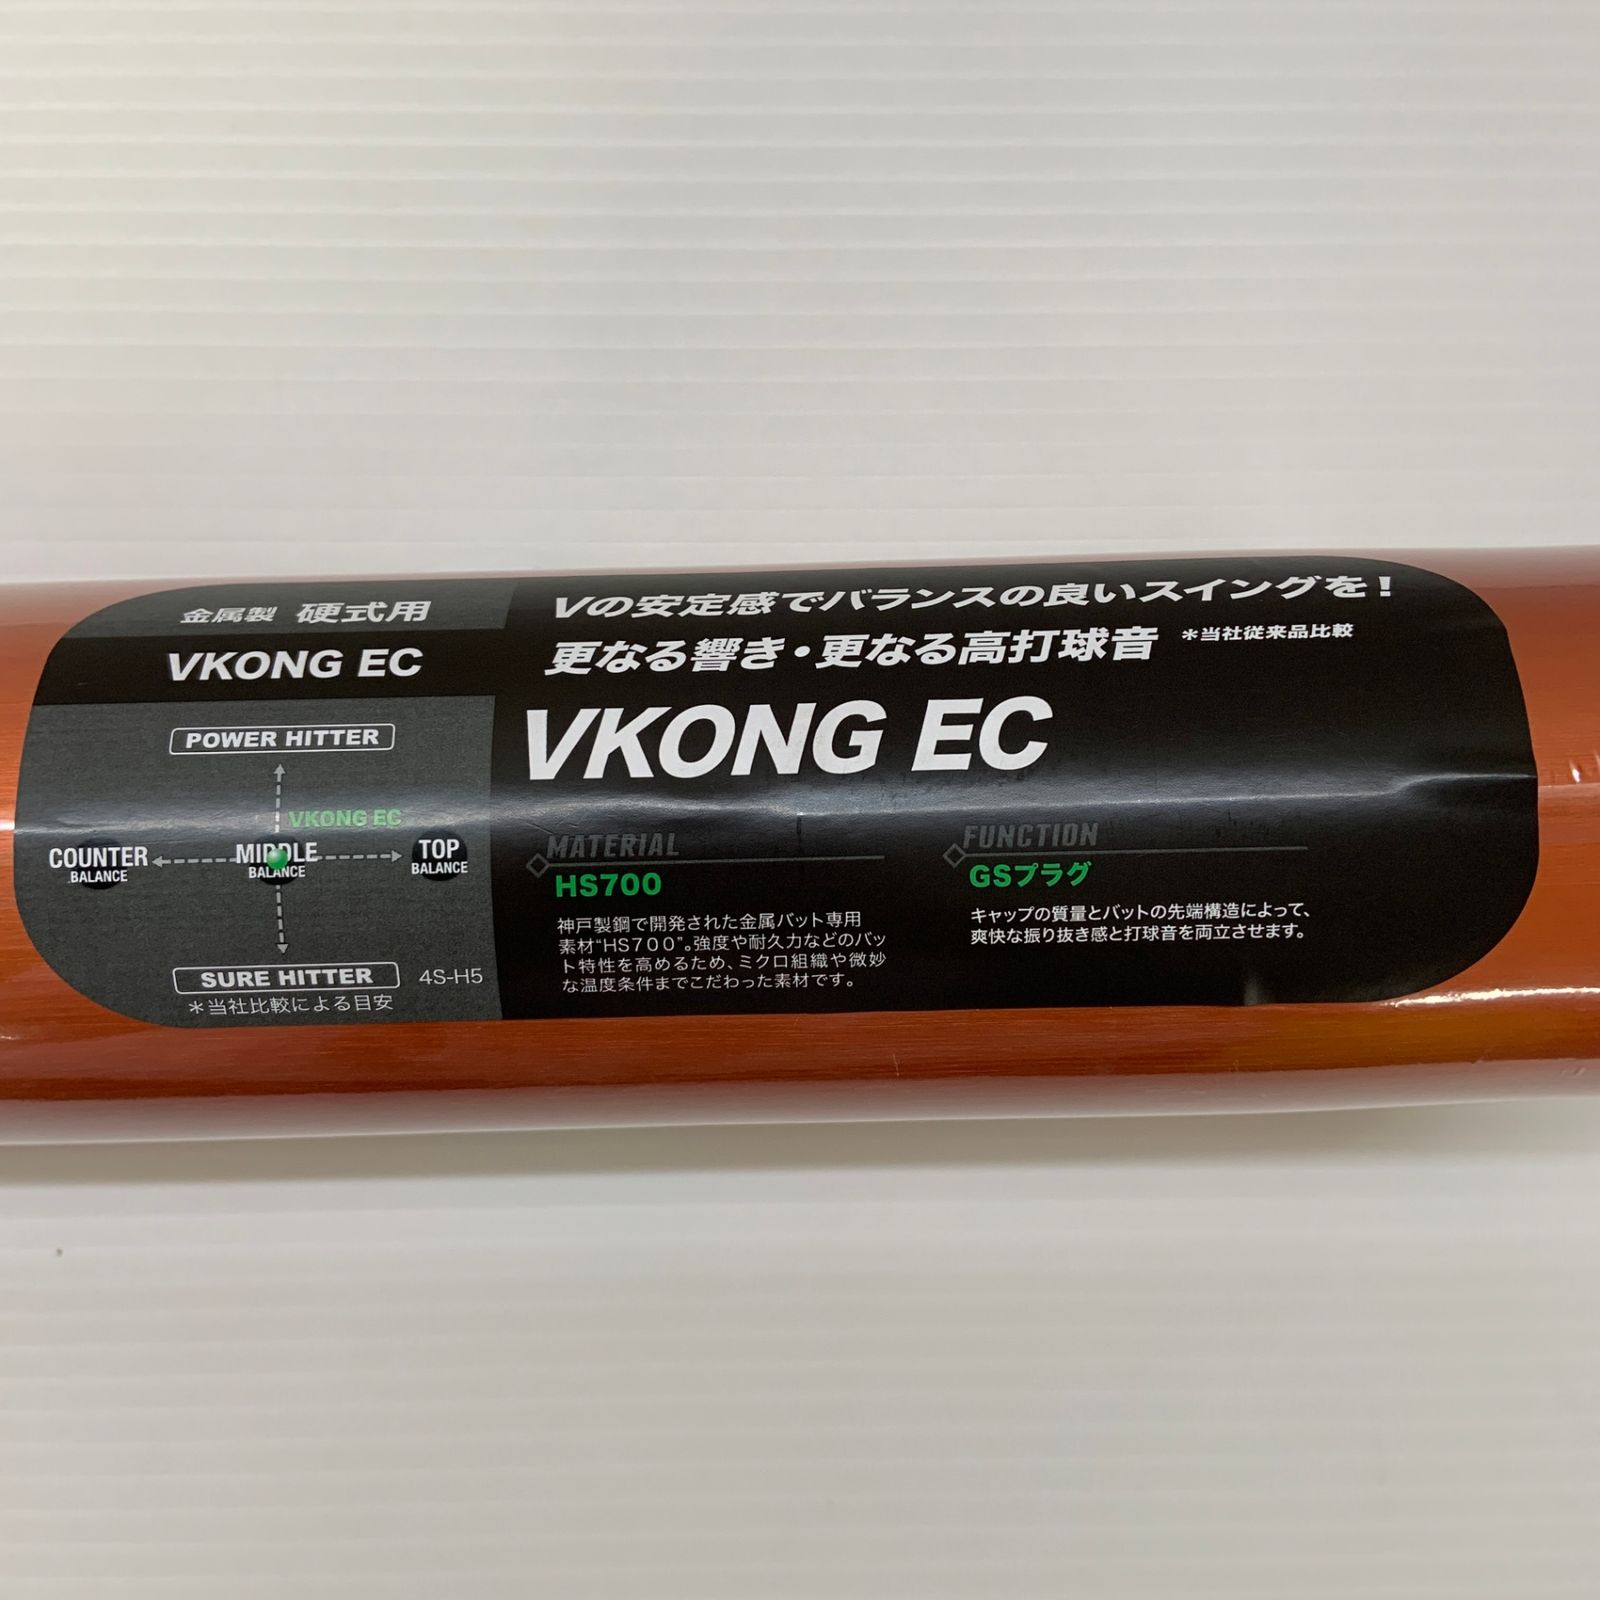 金属製 硬式用
VKONG EC
POWER HITTER
VKONG EC
COUNTER BALANCE
MIDDLE BALANCE
TOP BALANCE
SURE HITTER
4S-H5
＊当社比較による目安
Vの安定感でバランスの良いスイングを！
更なる響き・更なる高打球音 ＊当社従来品比較
VKONG EC
MATERIAL
HS700
神戸製鋼で開発された金属バット専用
素材“HS700”。強度や耐久力などのバッ
ト特性を高めるため、ミクロ組織や微妙
な温度条件までこだわった素材です。
FUNCTION
GSプラグ
キャップの質量とバットの先端構造によって、
爽快な振り抜き感と打球音を両立させます。